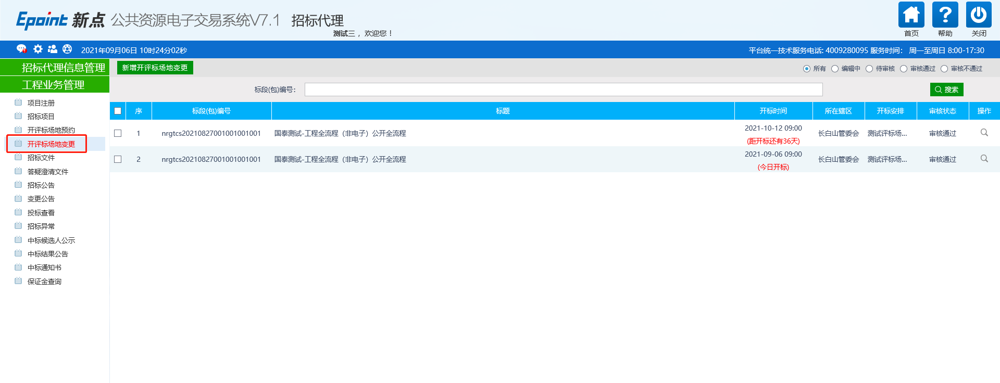 Epoint 新点 公共资源电子交易系统V7.1 招标代理
测试三 ，欢迎您！
首页 帮助 关闭
2021年09月06日 10时24分02秒
平台统一技术服务电话: 4009280095 服务时间： 周一至周日 8:00-17:30
招标代理信息管理
工程业务管理
项目注册
招标项目
开评标场地预约
开评标场地变更
招标文件
答疑澄清文件
招标公告
变更公告
投标查看
招标异常
中标候选人公示
中标结果公告
中标通知书
保证金查询
新增开评标场地变更
所有 编辑中 待审核 审核通过 审核不通过
标段(包)编号：
搜索
序 标段(包)编号 标题 开标时间 所在辖区 开标安排 审核状态 操作
1 nrgtcs20210827001001001001 国泰测试-工程全流程（非电子）公开全流程 2021-10-12 09:00 长白山管委会 测试评标场... 审核通过
(距开标还有36天)
2 nrgtcs20210827001001001001 国泰测试-工程全流程（非电子）公开全流程 2021-09-06 09:00 长白山管委会 测试评标场... 审核通过
(今日开标)